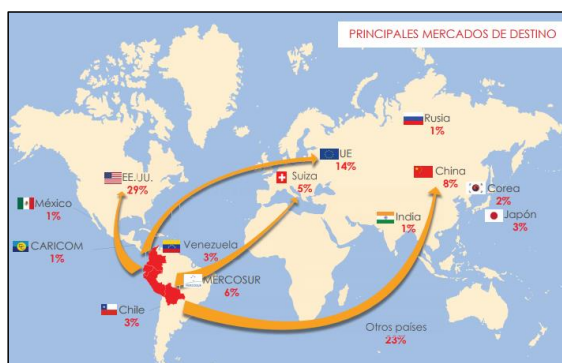 PRINCIPALES MERCADOS DE DESTINO
Rusia
1%
UE
14%
EE.UU.
29%
Suiza
5%
China
8%
Corea
2%
México
1%
India
1%
Japón
3%
CARICOM
1%
Venezuela
3%
MERCOSUR
6%
Chile
3%
Otros países
23%